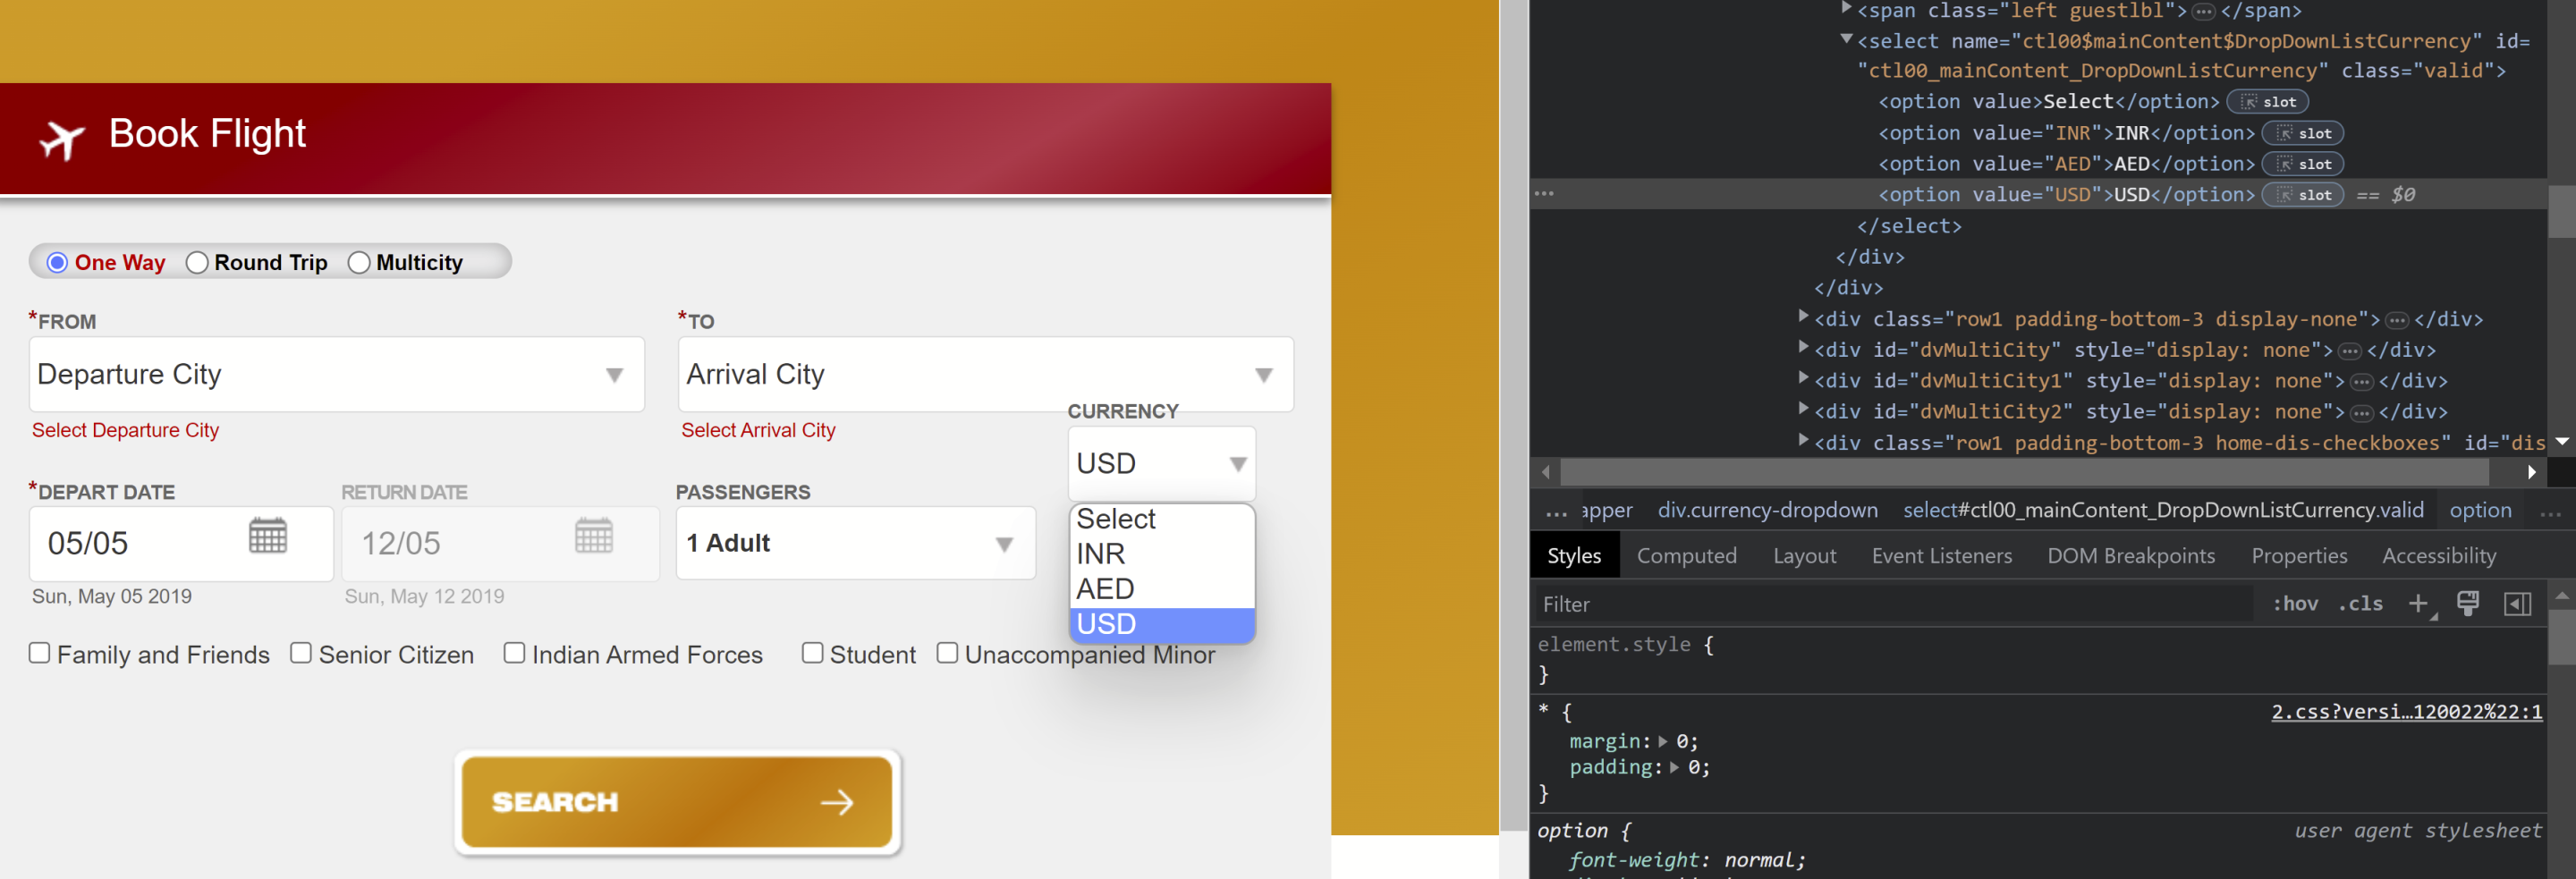 Book Flight
One Way Round Trip Multicity
*FROM
Departure City
Select Departure City
*TO
Arrival City
Select Arrival City
*DEPART DATE
05/05
Sun, May 05 2019
RETURN DATE
12/05
Sun, May 12 2019
PASSENGERS
1 Adult
CURRENCY
USD
Select
INR
AED
USD
Family and Friends Senior Citizen Indian Armed Forces Student Unaccompanied Minor
SEARCH
<span class="left guestlbl">…</span>
<select name="ctl00$mainContent$DropDownListCurrency" id=
"ctl00_mainContent_DropDownListCurrency" class="valid">
<option value>Select</option> slot
<option value="INR">INR</option> slot
<option value="AED">AED</option> slot
… <option value="USD">USD</option> slot == $0
</select>
</div>
</div>
<div class="row1 padding-bottom-3 display-none">…</div>
<div id="dvMultiCity" style="display: none">…</div>
<div id="dvMultiCity1" style="display: none">…</div>
<div id="dvMultiCity2" style="display: none">…</div>
<div class="row1 padding-bottom-3 home-dis-checkboxes" id="dis
… apper div.currency-dropdown select#ctl00_mainContent_DropDownListCurrency.valid option …
Styles Computed Layout Event Listeners DOM Breakpoints Properties Accessibility
Filter :hov .cls +
element.style {
}
* { 2.css?versi…120022%22:1
margin: 0;
padding: 0;
}
option { user agent stylesheet
font-weight: normal;